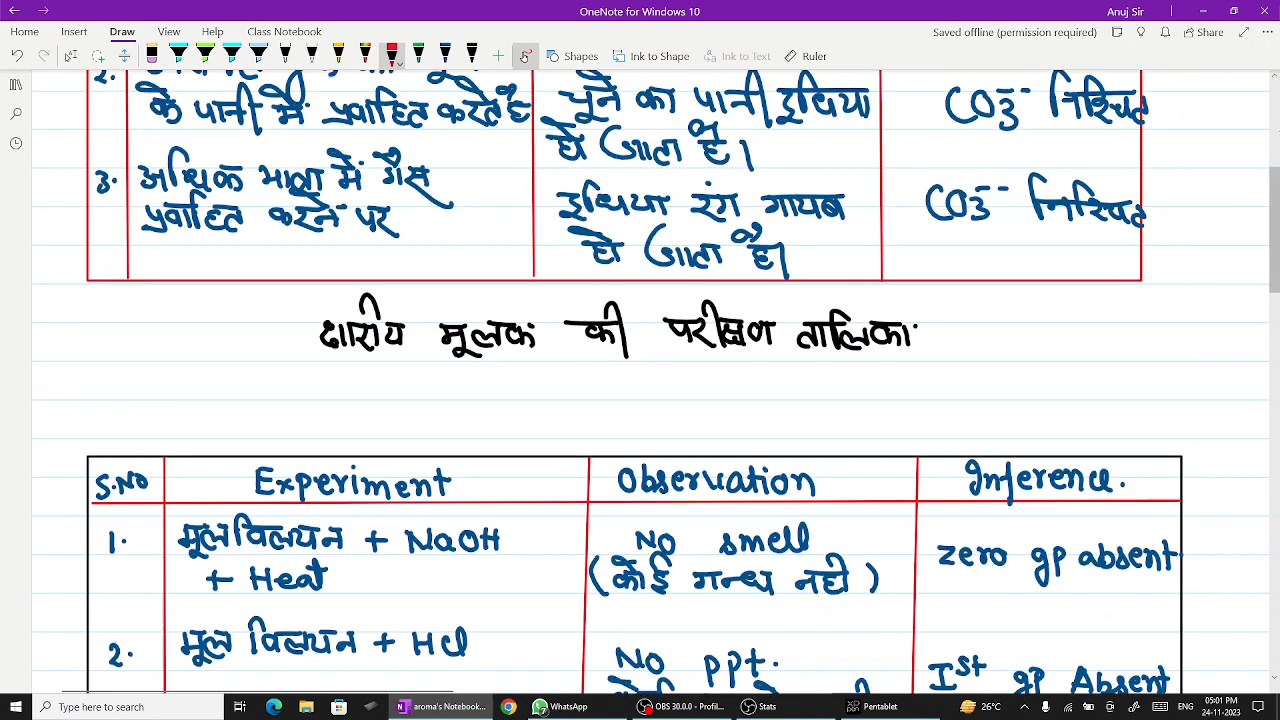 OneNote for Windows 10
Anuj Sir
Home Insert Draw View Help Class Notebook
Saved offline (permission required)
Share
Shapes Ink to Shape Ink to Text Ruler
2.
के पानी में प्रवाहित करते है
चूने का पानी दुधिया
हो जाता है।
CO3-- निश्चित
3. अधिक मात्रा में गैस
प्रवाहित करने पर
दुधिया रंग गायब
हो जाता है।
CO3-- निश्चित
क्षारीय मूलक की परीक्षण तालिका
S.No Experiment Observation Inference.
1. मूल विलयन + NaOH
+ Heat
No smell
(कोई गन्ध नही)
zero gp absent
2. मूल विलयन + HCl
No ppt.
Ist gp Absent
Type here to search
aroma's Notebook...
WhatsApp
OBS 30.0.0 - Profil...
Stats
Pentablet
26°C
ENG
05:01 PM
24-11-2023